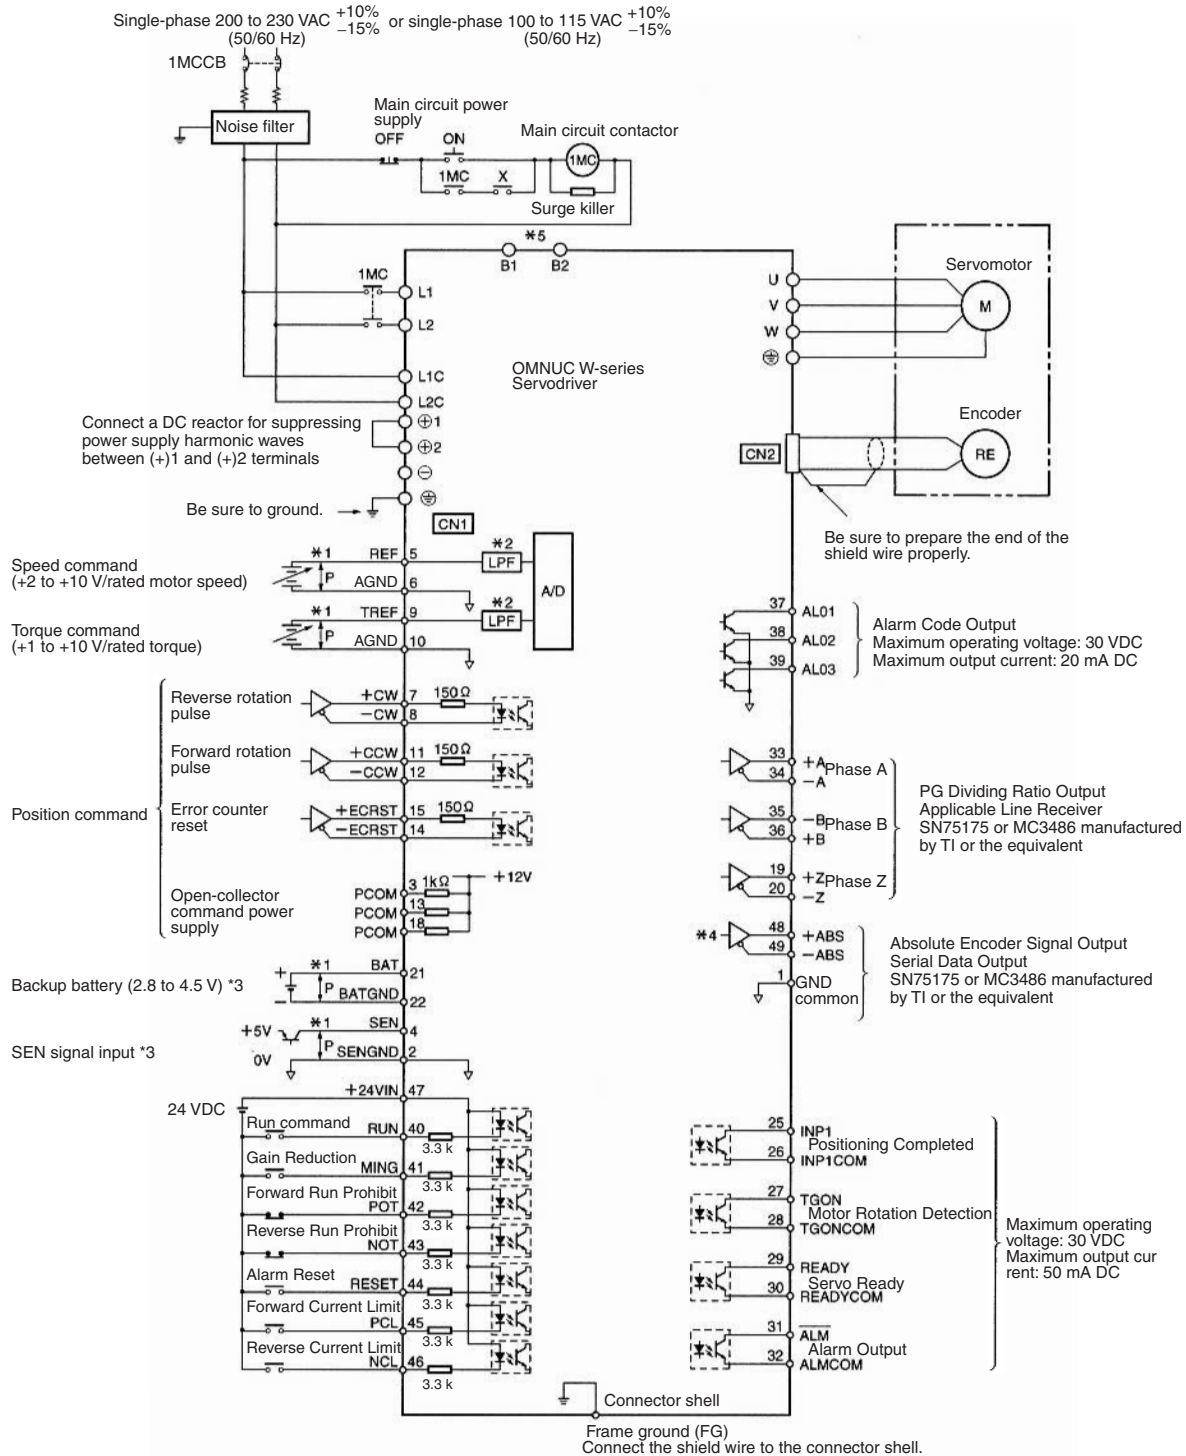 Single-phase 200 to 230 VAC +10% −15% or single-phase 100 to 115 VAC +10% −15%
(50/60 Hz) (50/60 Hz)
1MCCB
Noise filter
Main circuit power
supply
OFF ON
Main circuit contactor
1MC
1MC X
Surge killer
*5
B1 B2
1MC
L1
L2
L1C
L2C
+1
+2
−
Connect a DC reactor for suppressing
power supply harmonic waves
between (+)1 and (+)2 terminals
Be sure to ground.
OMNUC W-series
Servodriver
U
V
W
Servomotor
M
Encoder
RE
CN2
Be sure to prepare the end of the
shield wire properly.
CN1
Speed command
(+2 to +10 V/rated motor speed)
*1 P
REF 5
AGND 6
*2
LPF
A/D
Torque command
(+1 to +10 V/rated torque)
*1 P
TREF 9
AGND 10
*2
LPF
Position command
Reverse rotation
pulse
+CW 7 150Ω
−CW 8
Forward rotation
pulse
+CCW 11 150Ω
−CCW 12
Error counter
reset
+ECRST 15 150Ω
−ECRST 14
Open-collector
command power
supply
PCOM 3 1kΩ +12V
PCOM 13
PCOM 18
Backup battery (2.8 to 4.5 V) *3
+ *1 BAT 21
− P BATGND 22
SEN signal input *3
+5V *1 SEN 4
0V P SENGND 2
+24VIN 47
24 VDC
Run command
RUN 40
3.3 k
Gain Reduction
MING 41
3.3 k
Forward Run Prohibit
POT 42
3.3 k
Reverse Run Prohibit
NOT 43
3.3 k
Alarm Reset
RESET 44
3.3 k
Forward Current Limit
PCL 45
3.3 k
Reverse Current Limit
NCL 46
3.3 k
37 AL01
38 AL02
39 AL03
Alarm Code Output
Maximum operating voltage: 30 VDC
Maximum output current: 20 mA DC
33 +A
34 −A
Phase A
35 −B
36 +B
Phase B
19 +Z
20 −Z
Phase Z
PG Dividing Ratio Output
Applicable Line Receiver
SN75175 or MC3486 manufactured
by TI or the equivalent
*4
48 +ABS
49 −ABS
1 GND
common
Absolute Encoder Signal Output
Serial Data Output
SN75175 or MC3486 manufactured
by TI or the equivalent
25 INP1
Positioning Completed
26 INP1COM
27 TGON
Motor Rotation Detection
28 TGONCOM
29 READY
Servo Ready
30 READYCOM
31 ALM
Alarm Output
32 ALMCOM
Maximum operating
voltage: 30 VDC
Maximum output cur
rent: 50 mA DC
Connector shell
Frame ground (FG)
Connect the shield wire to the connector shell.